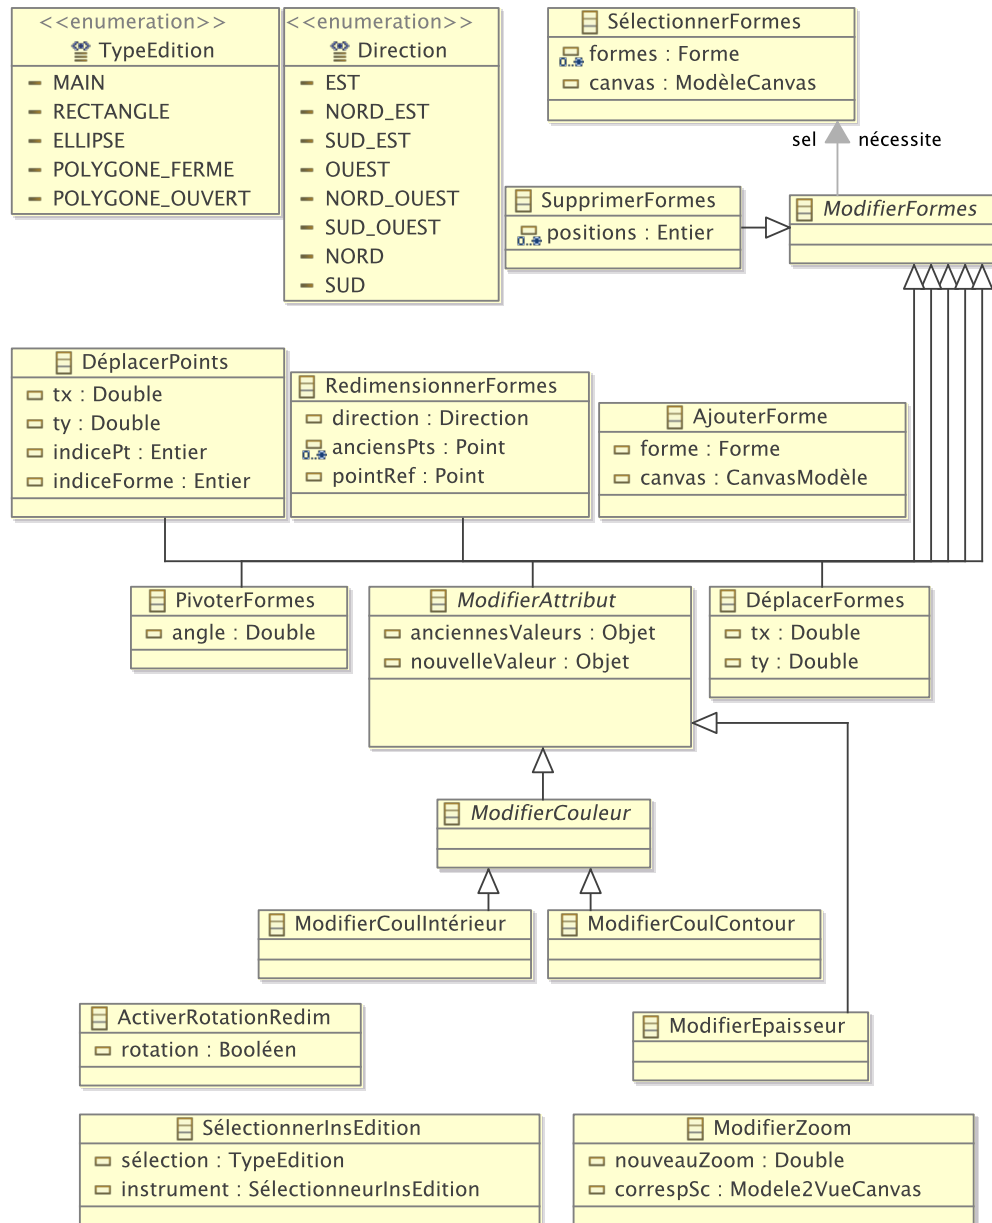 <<enumeration>>
TypeEdition
MAIN
RECTANGLE
ELLIPSE
POLYGONE_FERME
POLYGONE_OUVERT
<<enumeration>>
Direction
EST
NORD_EST
SUD_EST
OUEST
NORD_OUEST
SUD_OUEST
NORD
SUD
SélectionnerFormes
0..* formes : Forme
canvas : ModèleCanvas
sel nécessite
SupprimerFormes
0..* positions : Entier
ModifierFormes
DéplacerPoints
tx : Double
ty : Double
indicePt : Entier
indiceForme : Entier
RedimensionnerFormes
direction : Direction
0..* anciensPts : Point
pointRef : Point
AjouterForme
forme : Forme
canvas : CanvasModèle
PivoterFormes
angle : Double
ModifierAttribut
anciennesValeurs : Objet
nouvelleValeur : Objet
DéplacerFormes
tx : Double
ty : Double
ModifierCouleur
ModifierCoulIntérieur
ModifierCoulContour
ActiverRotationRedim
rotation : Booléen
ModifierEpaisseur
SélectionnerInsEdition
sélection : TypeEdition
instrument : SélectionneurInsEdition
ModifierZoom
nouveauZoom : Double
correspSc : Modele2VueCanvas